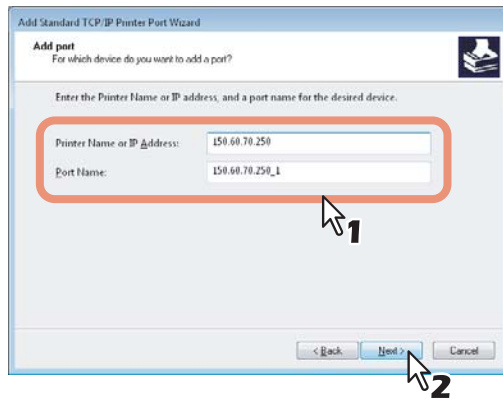 Add Standard TCP/IP Printer Port Wizard
Add port
For which device do you want to add a port?
Enter the Printer Name or IP address, and a port name for the desired device.
Printer Name or IP Address: 150.60.70.250
Port Name: 150.60.70.250_1
1
< Back Next > Cancel
2